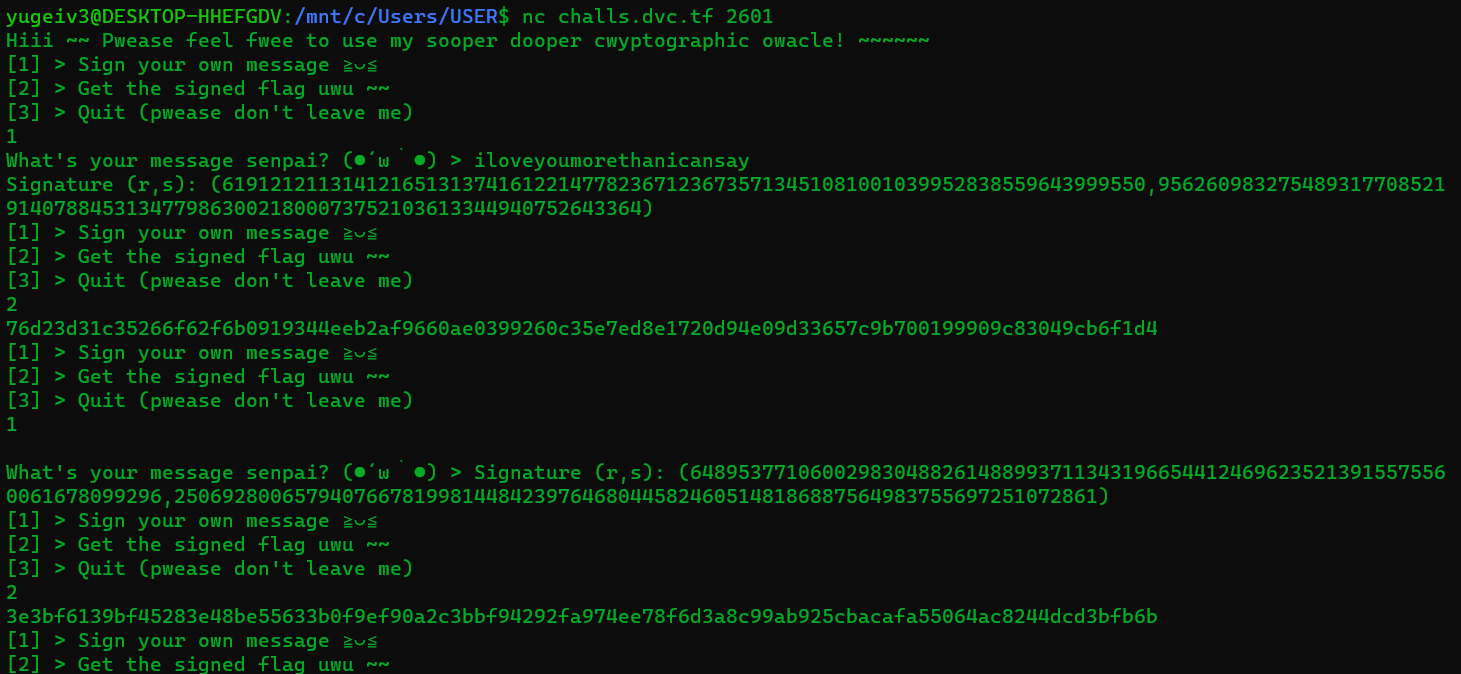 yugeiv3@DESKTOP-HHEFGDV:/mnt/c/Users/USER$ nc challs.dvc.tf 2601
Hiii ~~ Pwease feel fwee to use my sooper dooper cwyptographic owacle! ~~~~~~
[1] > Sign your own message ≧◡≦
[2] > Get the signed flag uwu ~~
[3] > Quit (pwease don't leave me)
1
What's your message senpai? (●´ω｀●) > iloveyoumorethanicansay
Signature (r,s): (61912121131412165131374161221477823671236735713451081001039952838559643999550,956260983275489317708521
91407884531347798630021800073752103613344940752643364)
[1] > Sign your own message ≧◡≦
[2] > Get the signed flag uwu ~~
[3] > Quit (pwease don't leave me)
2
76d23d31c35266f62f6b0919344eeb2af9660ae0399260c35e7ed8e1720d94e09d33657c9b700199909c83049cb6f1d4
[1] > Sign your own message ≧◡≦
[2] > Get the signed flag uwu ~~
[3] > Quit (pwease don't leave me)
1
What's your message senpai? (●´ω｀●) > Signature (r,s): (648953771060029830488261488993711343196654412469623521391557556
00061678099296,25069280065794076678199814484239764680445824605148186887564983755697251072861)
[1] > Sign your own message ≧◡≦
[2] > Get the signed flag uwu ~~
[3] > Quit (pwease don't leave me)
2
3e3bf6139bf45283e48be55633b0f9ef90a2c3bbf94292fa974ee78f6d3a8c99ab925cbacafa55064ac8244dcd3bfb6b
[1] > Sign your own message ≧◡≦
[2] > Get the signed flag uwu ~~